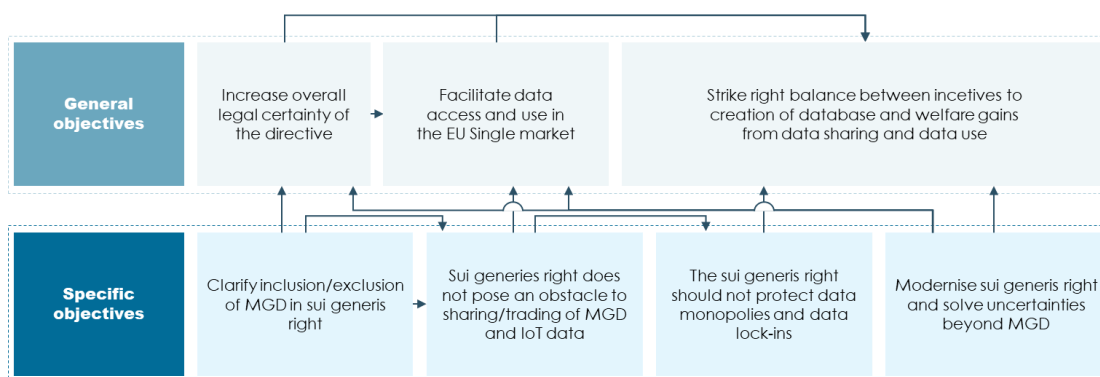 General
objectives
Increase overall
legal certainty of
the directive
Facilitate data
access and use in
the EU Single market
Strike right balance between incetives to
creation of database and welfare gains
from data sharing and data use
Specific
objectives
Clarify inclusion/exclusion
of MGD in sui generis
right
Sui generies right does
not pose an obstacle to
sharing/trading of MGD
and IoT data
The sui generis right
should not protect data
monopolies and data
lock-ins
Modernise sui generis right
and solve uncertainties
beyond MGD